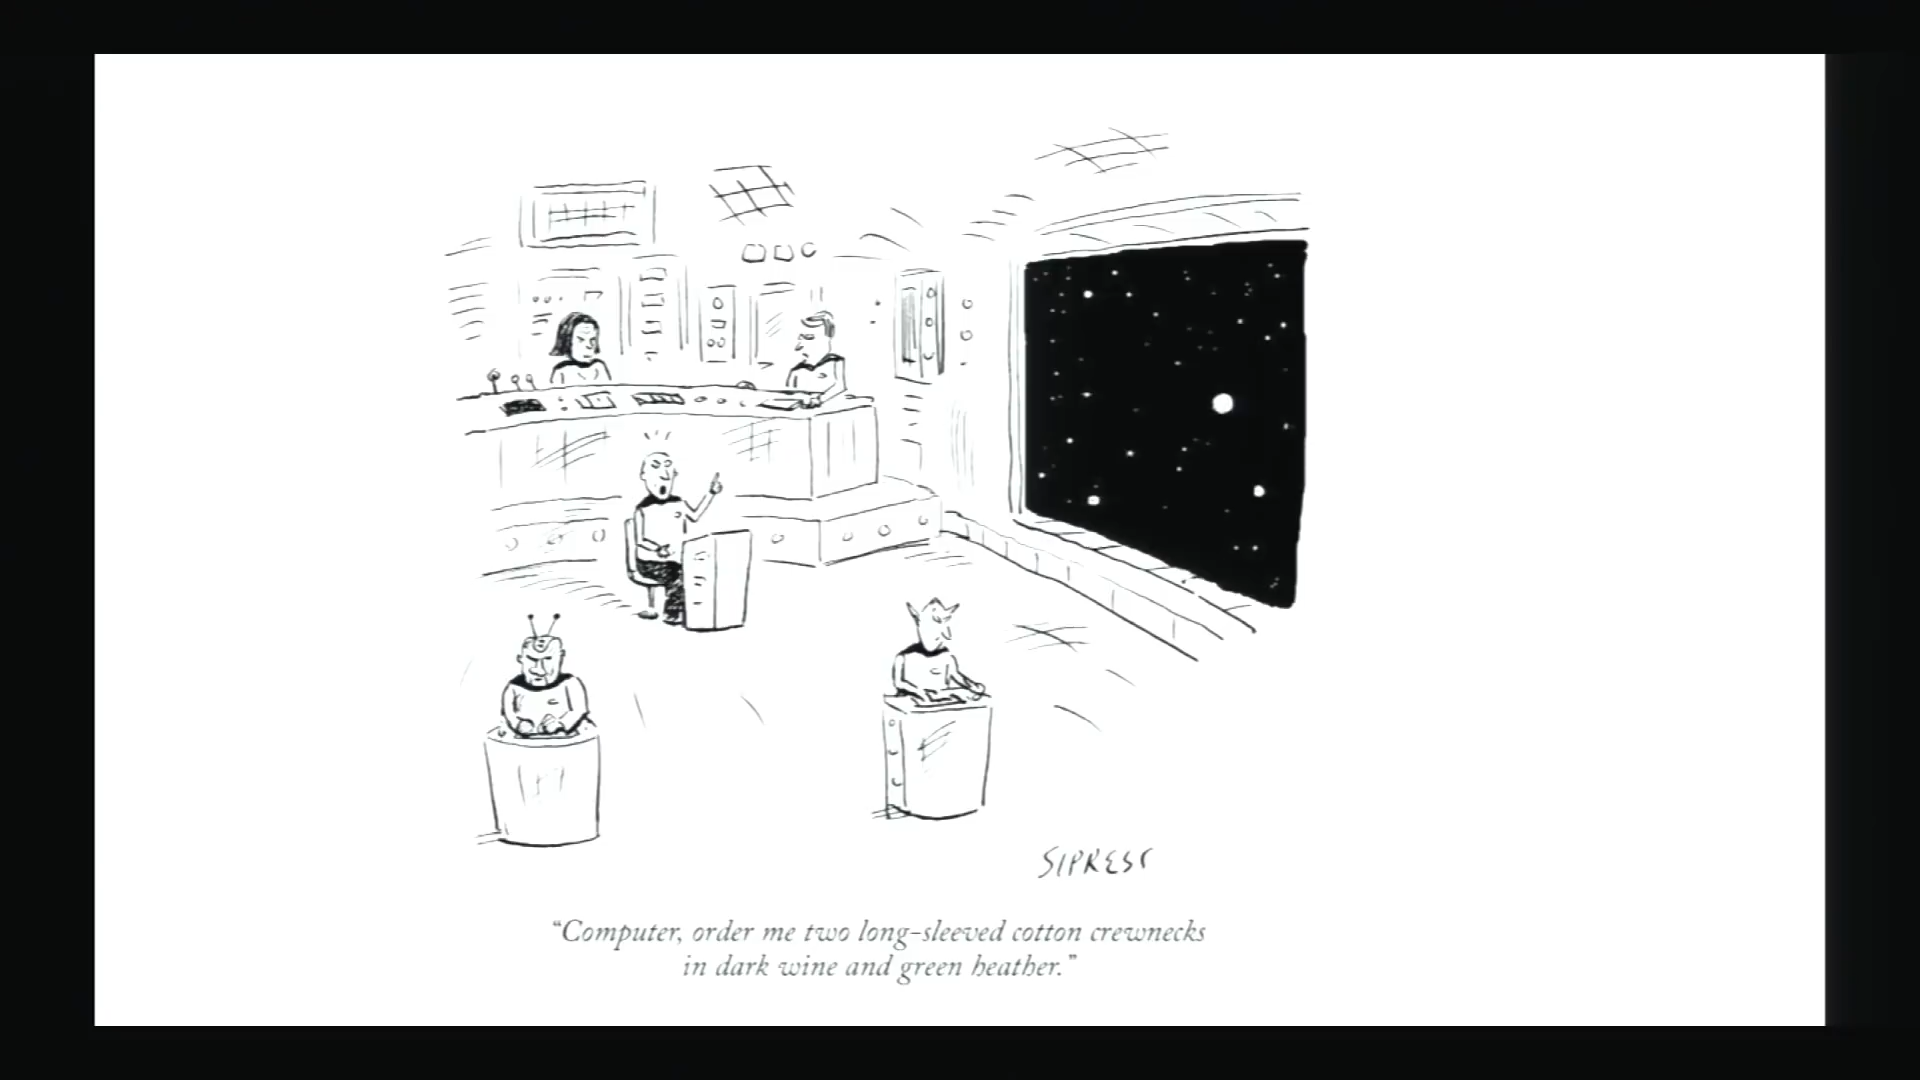 SIPRESS
“Computer, order me two long-sleeved cotton crewnecks
in dark wine and green heather.”